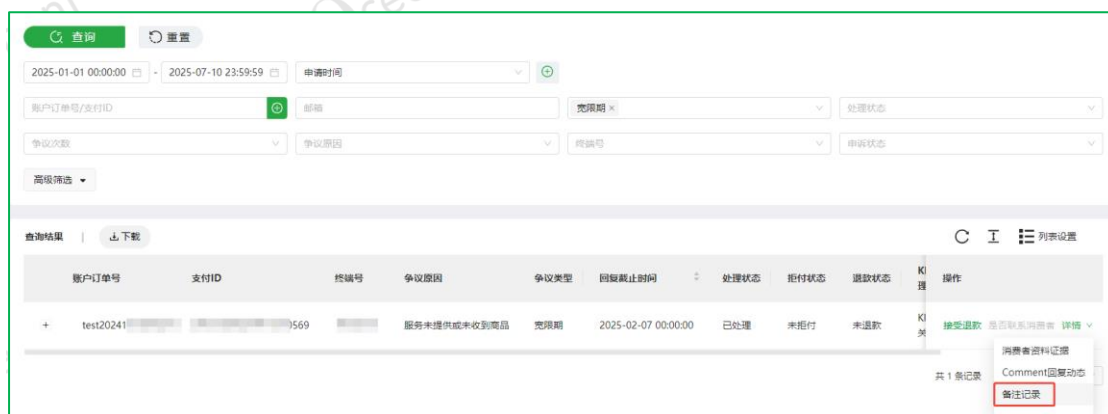 查询 重置
2025-01-01 00:00:00 - 2025-07-10 23:59:59 申请时间
账户订单号/支付ID 邮箱 宽限期 × 处理状态
争议次数 争议原因 终端号 申诉状态
高级筛选
查询结果 | 下载 列表设置
账户订单号 支付ID 终端号 争议原因 争议类型 回复截止时间 处理状态 拒付状态 退款状态 操作
+ test20241 569 服务未提供或未收到商品 宽限期 2025-02-07 00:00:00 已处理 未拒付 未退款 接受退款 是否联系消费者 详情
消费者资料证据
共 1 条记录 Comment回复动态
备注记录